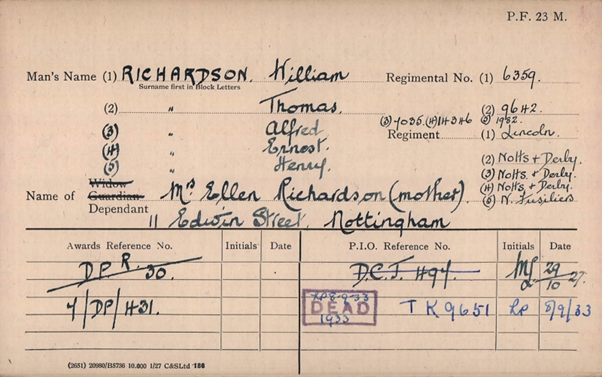 P.F. 23 M.
Man's Name (1) RICHARDSON. William Regimental No. (1) 6359.
Surname first in Block Letters
(2) " Thomas. (2) 9642.
(3) " Alfred (3) 7035. (4) 14346 (5) 1952.
Regiment (1) Lincoln.
(4) " Ernest.
(2) Notts & Derby.
(5) " Henry. (3) Notts. & Derby.
Widow (4) Notts & Derby.
Name of Guardian Mrs Ellen Richardson (mother). (5) N. Fusiliers
Dependant
11 Edwin Street, Nottingham
Awards Reference No. Initials Date P.I.O. Reference No. Initials Date
D.P. R. 30. 29/10 27.
4/DP/431. DEAD TK 9651 5/9/33
1933
(2651) 20980/B5736 10,000 1/27 C&SLtd 186